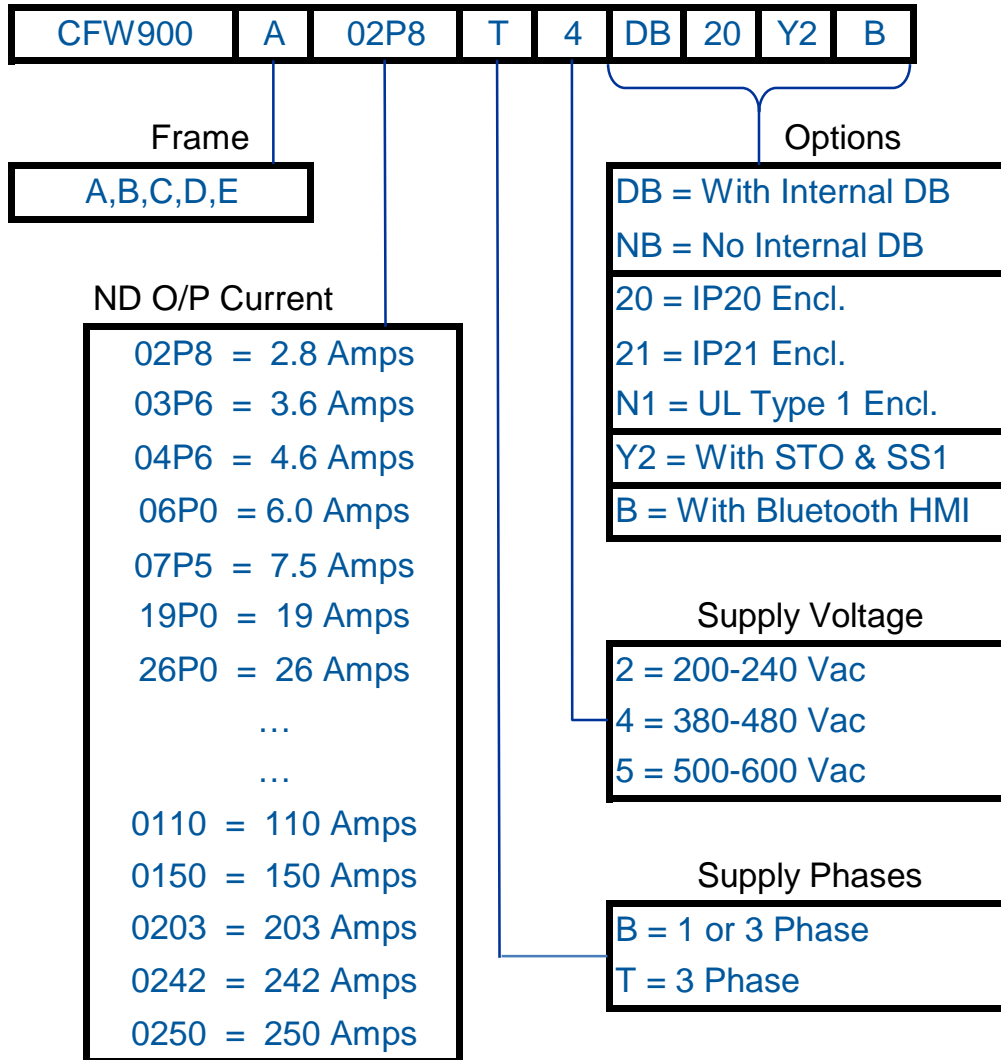 CFW900 A 02P8 T 4 DB 20 Y2 B
Frame
A,B,C,D,E
ND O/P Current
02P8 = 2.8 Amps
03P6 = 3.6 Amps
04P6 = 4.6 Amps
06P0 = 6.0 Amps
07P5 = 7.5 Amps
19P0 = 19 Amps
26P0 = 26 Amps
...
...
0110 = 110 Amps
0150 = 150 Amps
0203 = 203 Amps
0242 = 242 Amps
0250 = 250 Amps
Options
DB = With Internal DB
NB = No Internal DB
20 = IP20 Encl.
21 = IP21 Encl.
N1 = UL Type 1 Encl.
Y2 = With STO & SS1
B = With Bluetooth HMI
Supply Voltage
2 = 200-240 Vac
4 = 380-480 Vac
5 = 500-600 Vac
Supply Phases
B = 1 or 3 Phase
T = 3 Phase